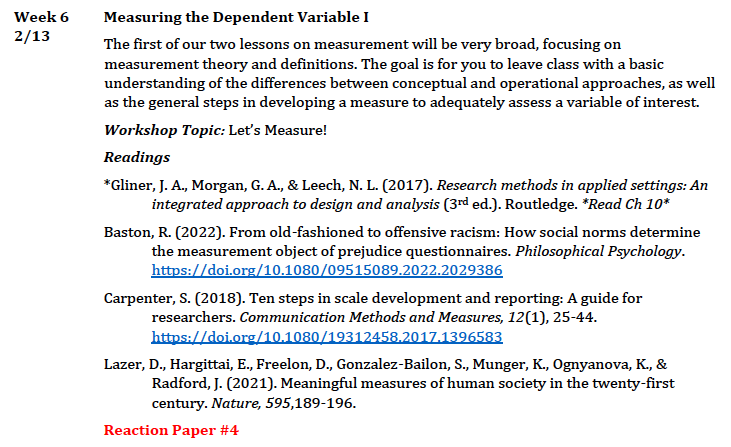 Week 6 Measuring the Dependent Variable I
2/13
The first of our two lessons on measurement will be very broad, focusing on
measurement theory and definitions. The goal is for you to leave class with a basic
understanding of the differences between conceptual and operational approaches, as well
as the general steps in developing a measure to adequately assess a variable of interest.
Workshop Topic: Let's Measure!
Readings
*Gliner, J. A., Morgan, G. A., & Leech, N. L. (2017). Research methods in applied settings: An
integrated approach to design and analysis (3rd ed.). Routledge. *Read Ch 10*
Baston, R. (2022). From old-fashioned to offensive racism: How social norms determine
the measurement object of prejudice questionnaires. Philosophical Psychology.
https://doi.org/10.1080/09515089.2022.2029386
Carpenter, S. (2018). Ten steps in scale development and reporting: A guide for
researchers. Communication Methods and Measures, 12(1), 25-44.
https://doi.org/10.1080/19312458.2017.1396583
Lazer, D., Hargittai, E., Freelon, D., Gonzalez-Bailon, S., Munger, K., Ognyanova, K., &
Radford, J. (2021). Meaningful measures of human society in the twenty-first
century. Nature, 595,189-196.
Reaction Paper #4